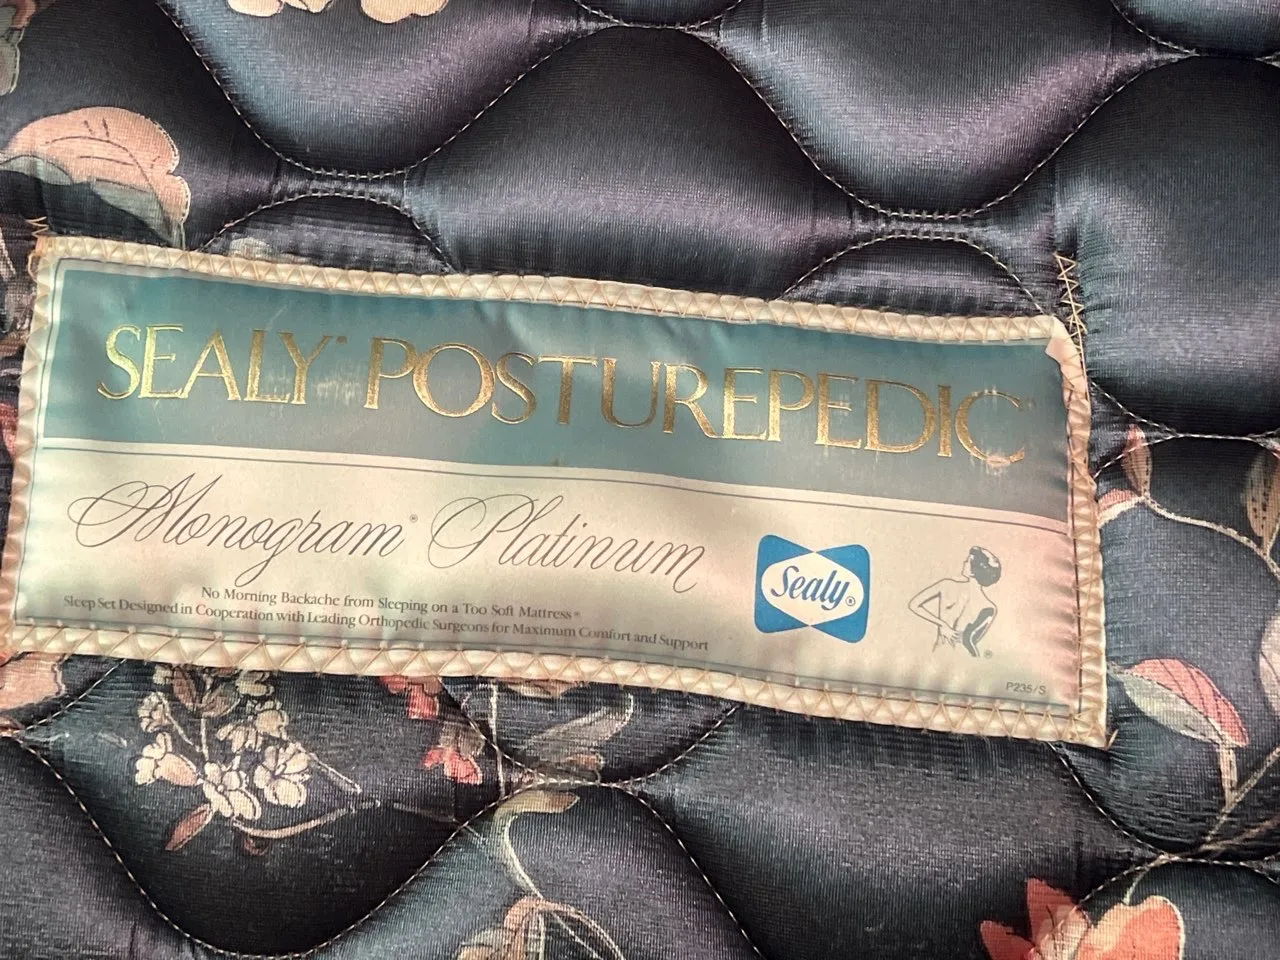 SEALY® POSTUREPEDIC®
Monogram® Platinum
No Morning Backache from Sleeping on a Too Soft Mattress®
Sleep Set Designed in Cooperation with Leading Orthopedic Surgeons for Maximum Comfort and Support
Sealy®
®
P235/S